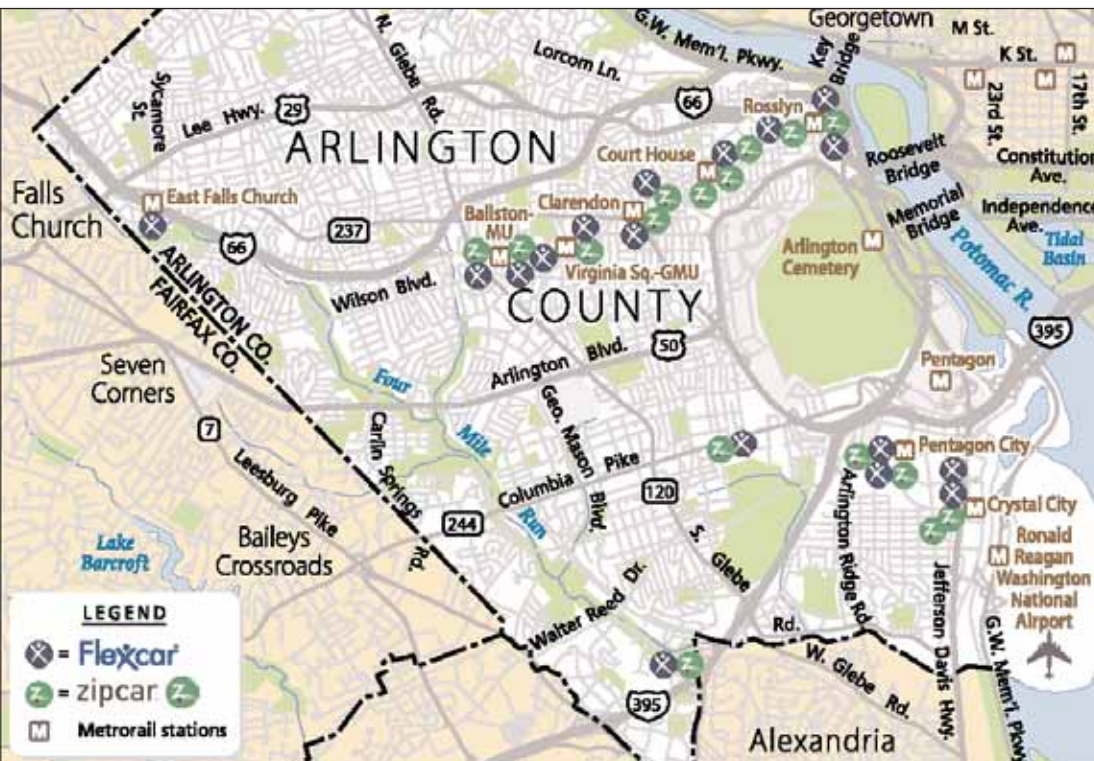 Georgetown
M St.
K St.
G.W. Mem'l. Pkwy.
Key
Bridge
17th St.
23rd St.
N. Glebe Rd.
Lorcom Ln.
Sycamore
St.
Lee Hwy.
29
66
Rosslyn
M
M
M
M
Z
Z
ARLINGTON
Court House
M
Z
Z
Z
Roosevelt
Bridge
Constitution
Ave.
Falls
Church
M
East Falls Church
Clarendon
M
Z
Z
Memorial
Bridge
Independence
Ave.
237
66
Ballston-
MU
Z
M
Z
M
Z
Virginia Sq.-GMU
Arlington
Cemetery
M
Potomac R.
Tidal
Basin
ARLINGTON CO.
FAIRFAX CO.
Wilson Blvd.
COUNTY
395
Seven
Corners
Arlington Blvd.
50
Pentagon
M
Four
Mile
Run
Geo. Mason Blvd.
Carlin Springs
Rd.
7
Leesburg Pike
Columbia Pike
Z
Z
M
Pentagon City
Z
120
244
M
Crystal City
Z
Z
Lake
Barcroft
Baileys
Crossroads
S. Glebe
Rd.
Arlington Ridge Rd.
M
Ronald
Reagan
Washington
National
Airport
Walter Reed Dr.
Jefferson Davis Hwy.
G.W. Mem'l. Pkwy.
W. Glebe Rd.
Z
395
Alexandria
LEGEND
X = Flexcar
Z = zipcar Z
M Metrorail stations